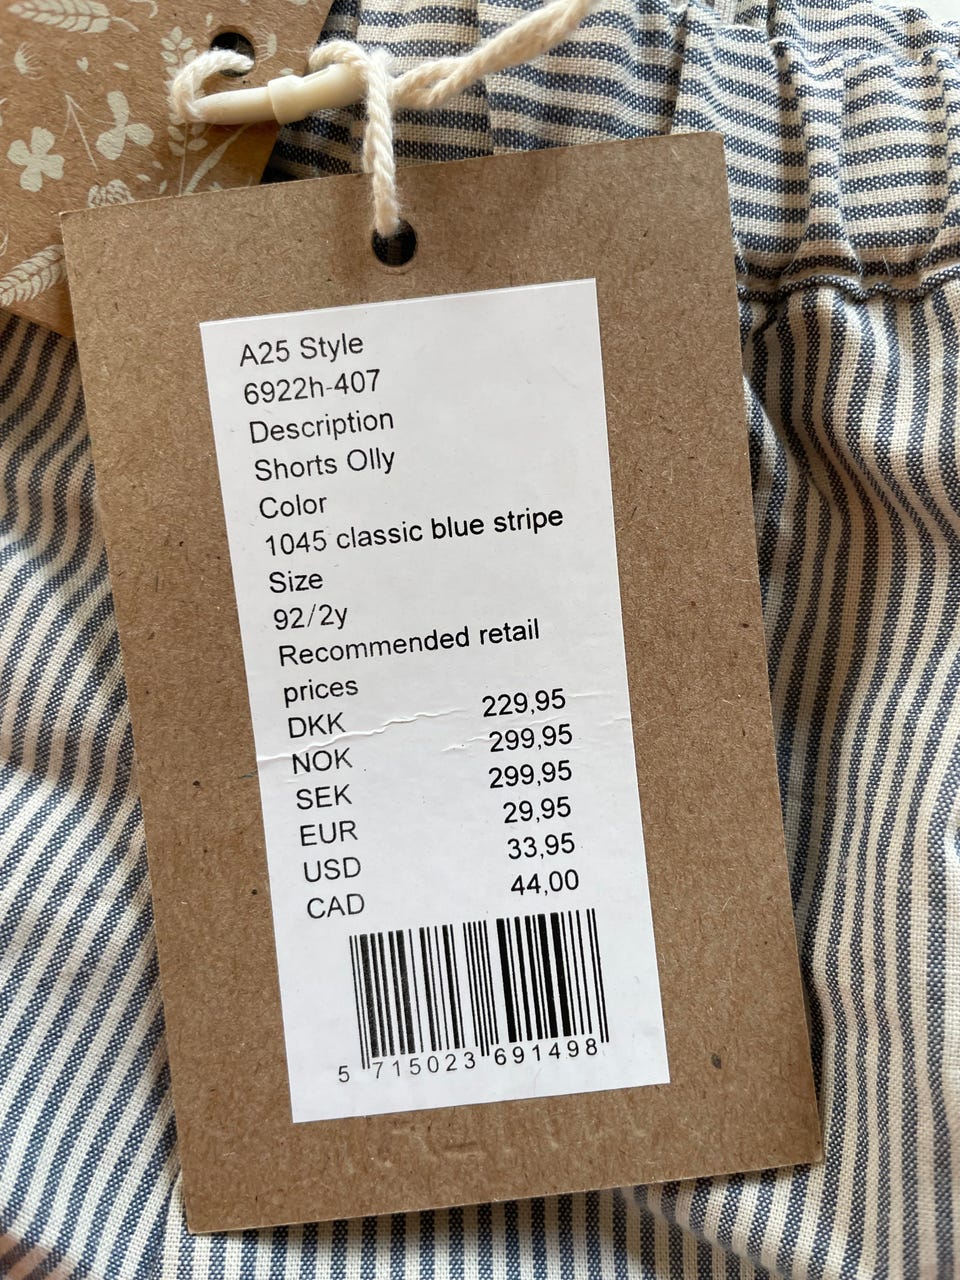 A25 Style
6922h-407
Description
Shorts Olly
Color
1045 classic blue stripe
Size
92/2y
Recommended retail
prices
DKK 229,95
NOK 299,95
SEK 299,95
EUR 29,95
USD 33,95
CAD 44,00
5 715023 691498